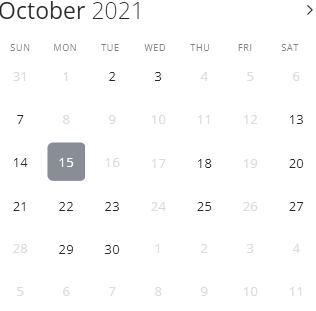 October 2021
SUN MON TUE WED THU FRI SAT
31 1 2 3 4 5 6
7 8 9 10 11 12 13
14 15 16 17 18 19 20
21 22 23 24 25 26 27
28 29 30 1 2 3 4
5 6 7 8 9 10 11